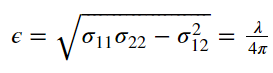 ϵ = √(σ₁₁σ₂₂ − σ₁₂²) = λ/4π